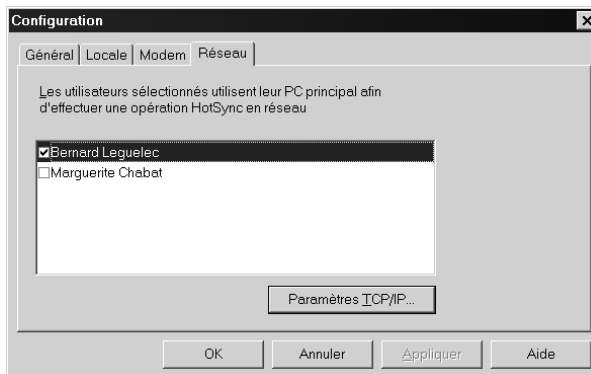 Configuration
Général Locale Modem Réseau
Les utilisateurs sélectionnés utilisent leur PC principal afin
d'effectuer une opération HotSync en réseau
Bernard Leguelec
Marguerite Chabat
Paramètres TCP/IP...
OK Annuler Appliquer Aide